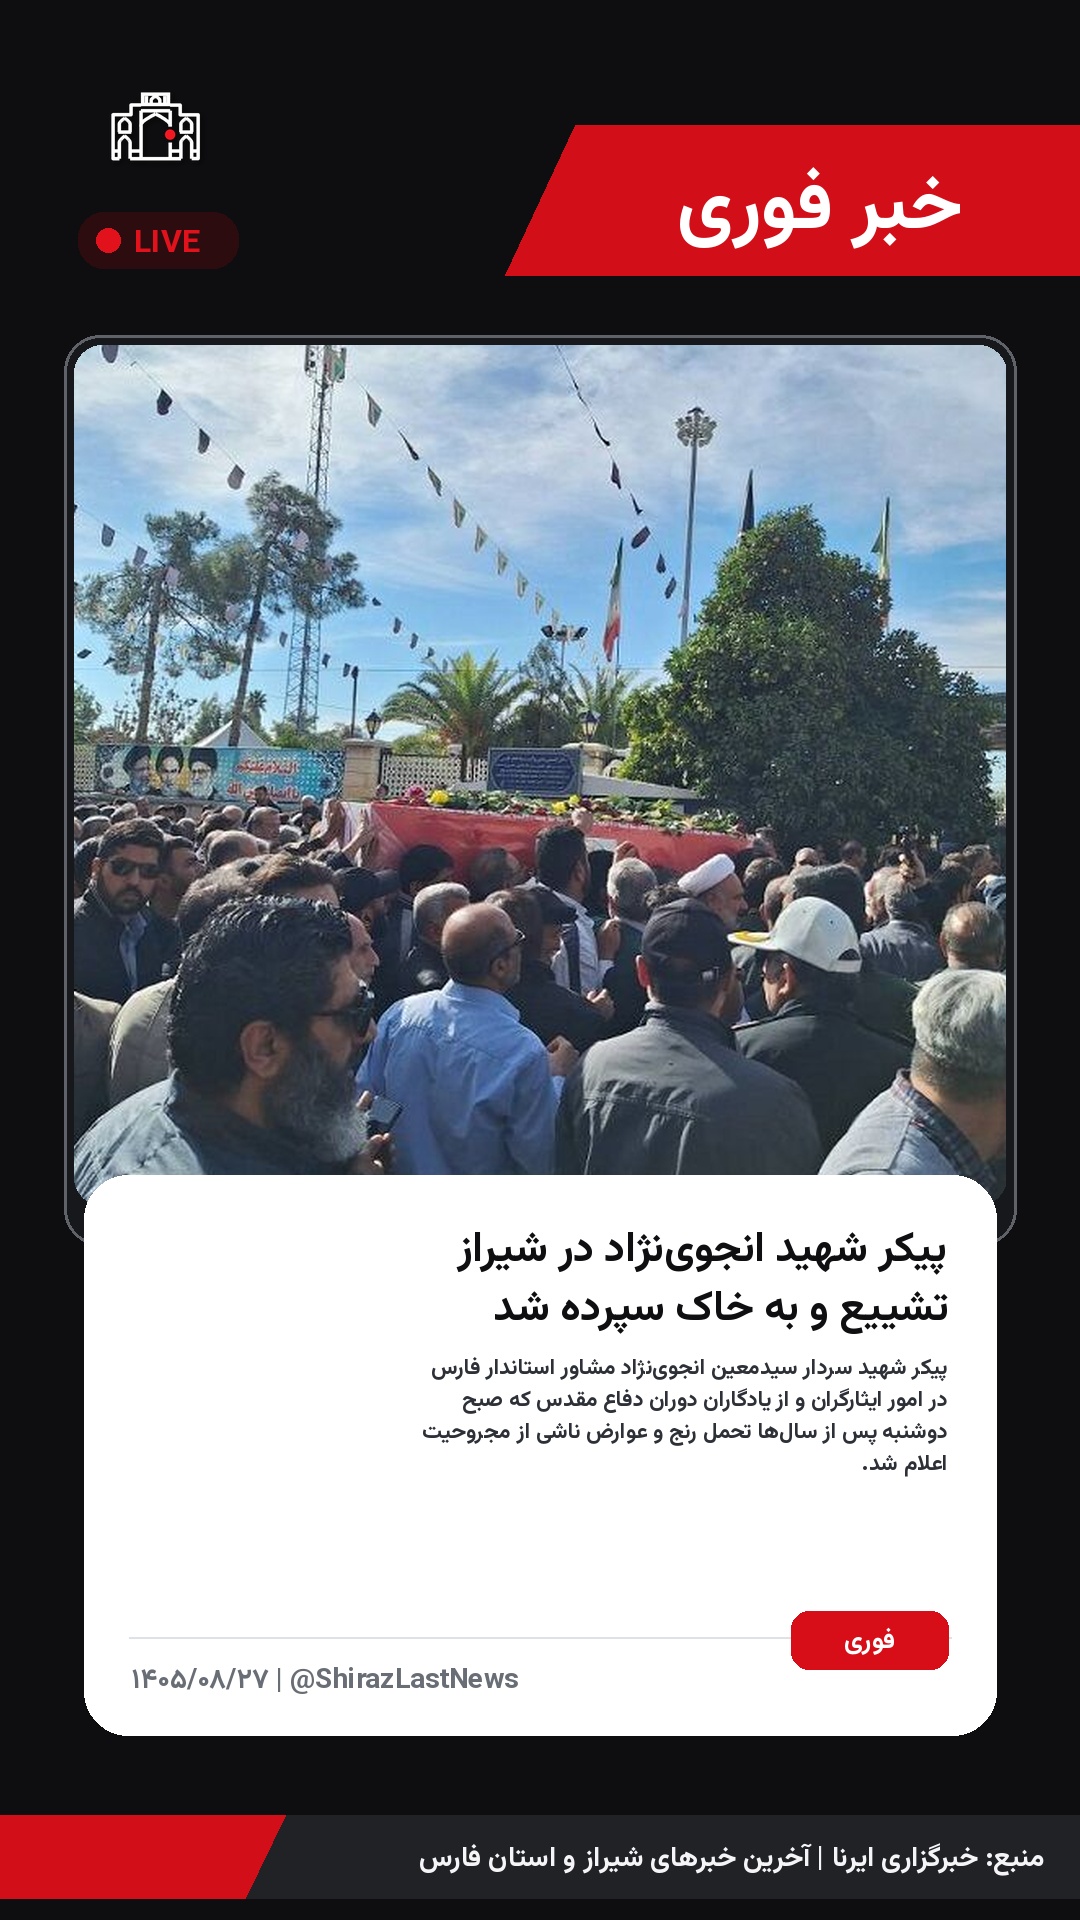 خبر فوری
LIVE
پیکر شهید انجوی‌نژاد در شیراز
تشییع و به خاک سپرده شد
پیکر شهید سردار سیدمعین انجوی‌نژاد مشاور استاندار فارس
در امور ایثارگران و از یادگاران دوران دفاع مقدس که صبح
دوشنبه پس از سال‌ها تحمل رنج و عوارض ناشی از مجروحیت
اعلام شد.
فوری
۱۴۰۵/۰۸/۲۷ | @ShirazLastNews
منبع: خبرگزاری ایرنا | آخرین خبرهای شیراز و استان فارس